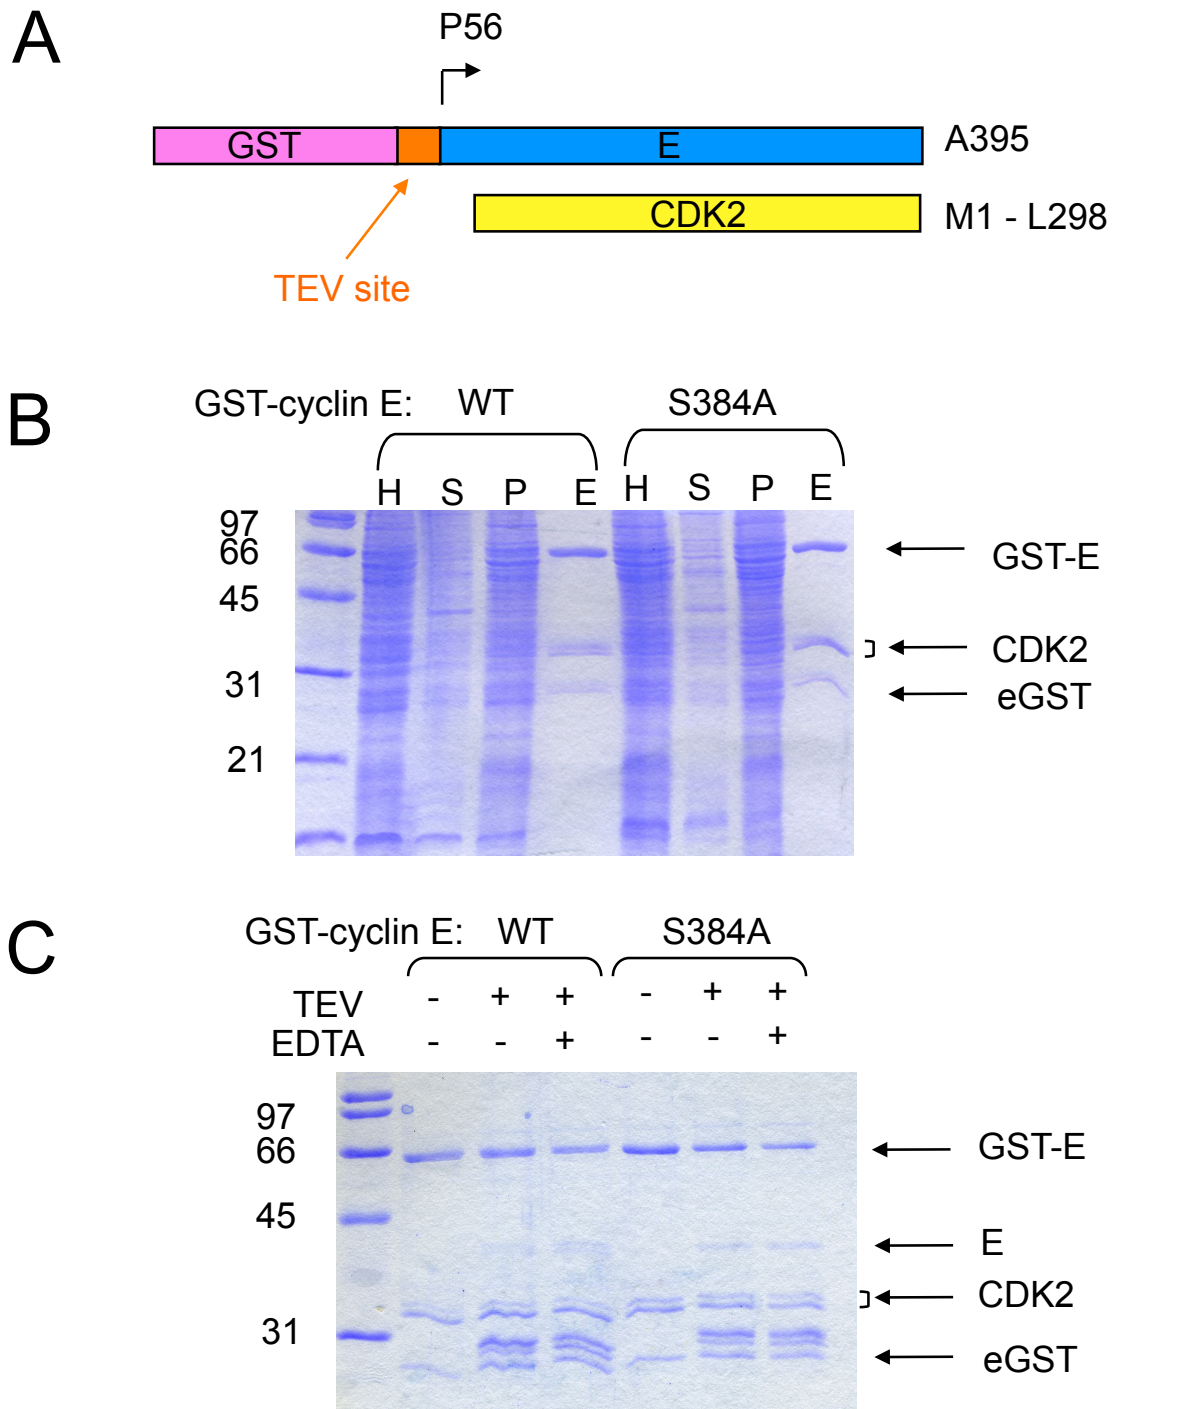 A
P56
GST
E
A395
CDK2
M1 - L298
TEV site
B
GST-cyclin E: WT S384A
H S P E H S P E
97
66
45
31
21
GST-E
CDK2
eGST
C
GST-cyclin E: WT S384A
TEV - + + - + +
EDTA - - + - - +
97
66
45
31
GST-E
E
CDK2
eGST